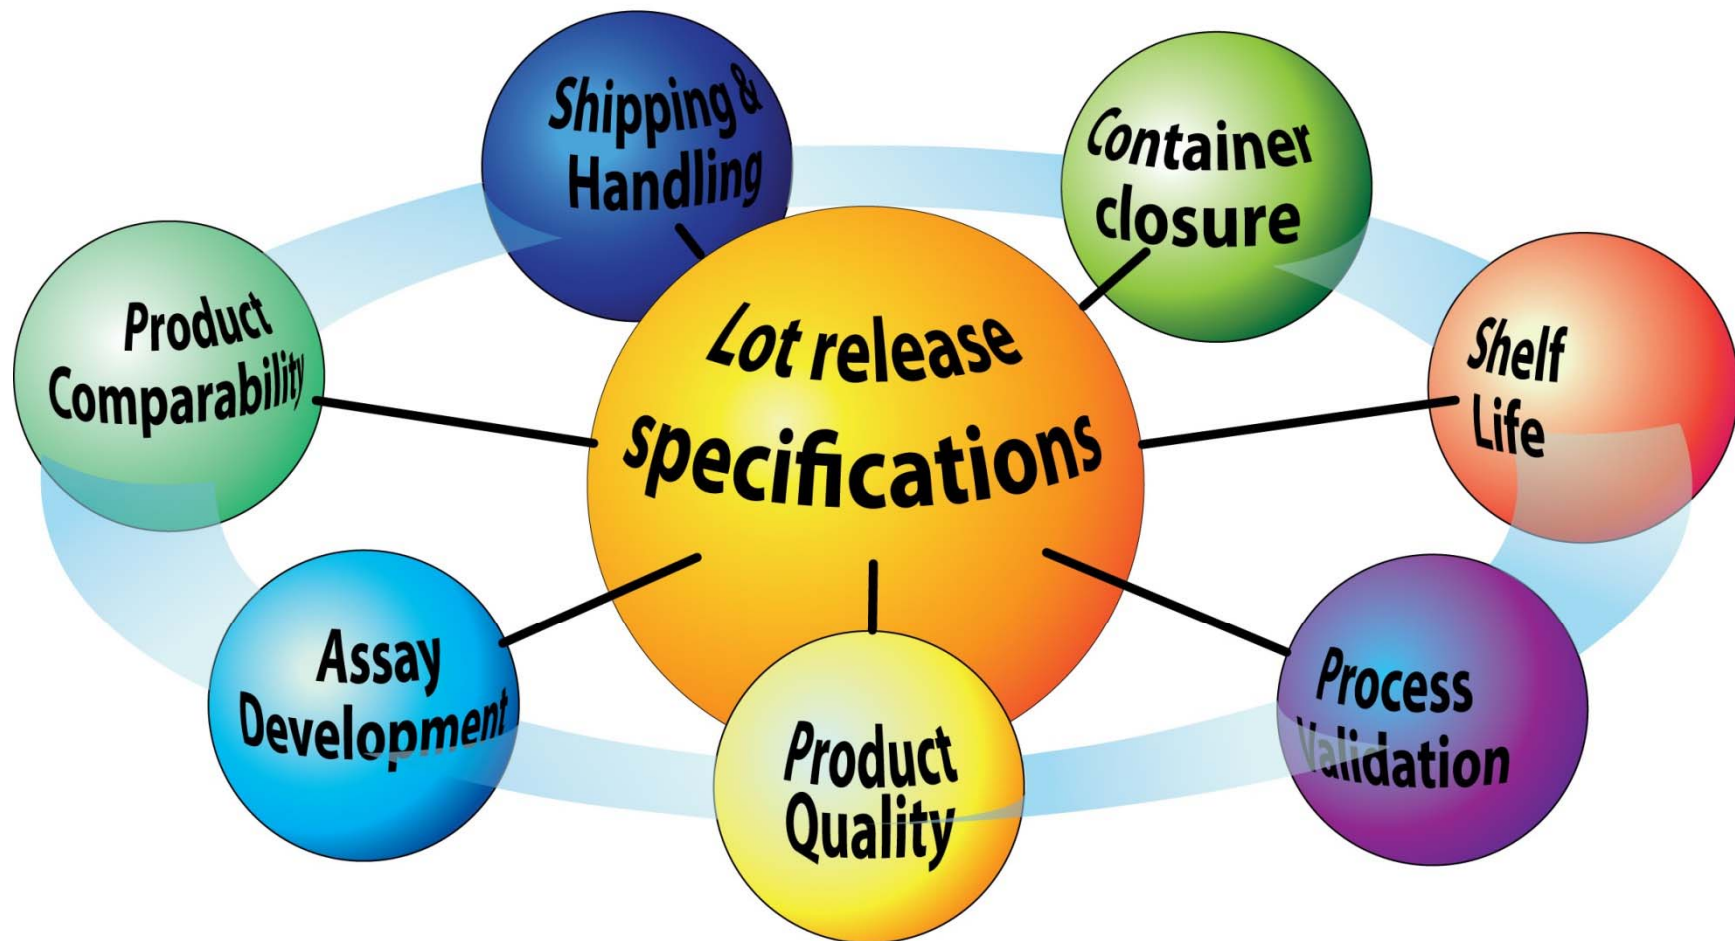 Shipping &
Handling
Container
closure
Product
Comparability
Lot release
specifications
Shelf
Life
Assay
Development
Product
Quality
Process
Validation